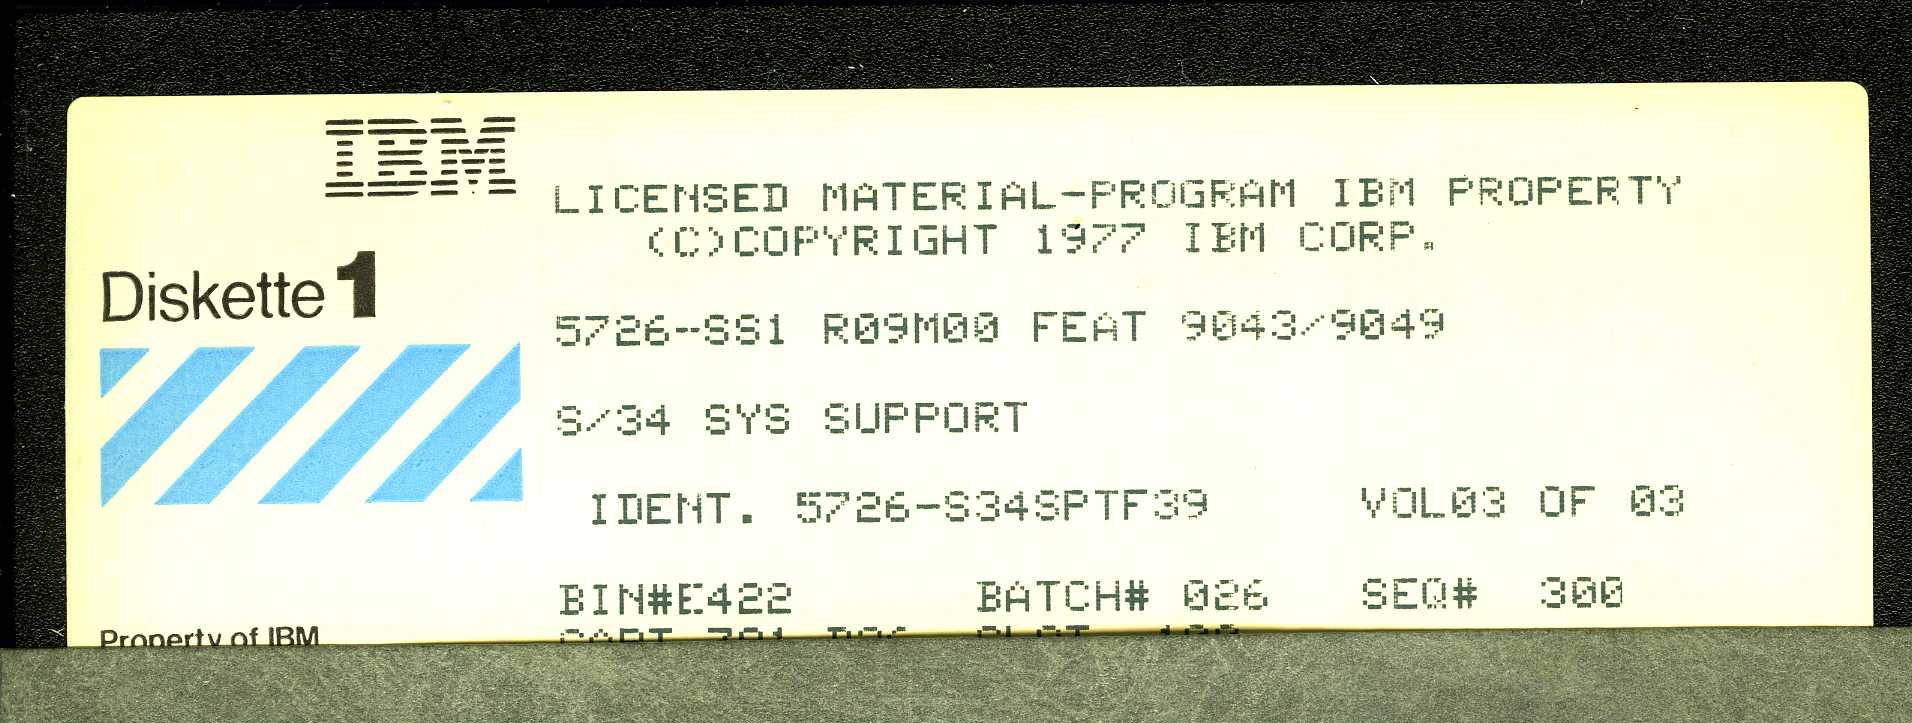 IBM
LICENSED MATERIAL-PROGRAM IBM PROPERTY
(C)COPYRIGHT 1977 IBM CORP.
Diskette 1
5726-SS1 R09M00 FEAT 9043/9049
S/34 SYS SUPPORT
IDENT. 5726-S34SPTF39 VOL03 OF 03
BIN#E422 BATCH# 026 SEQ# 300
Property of IBM